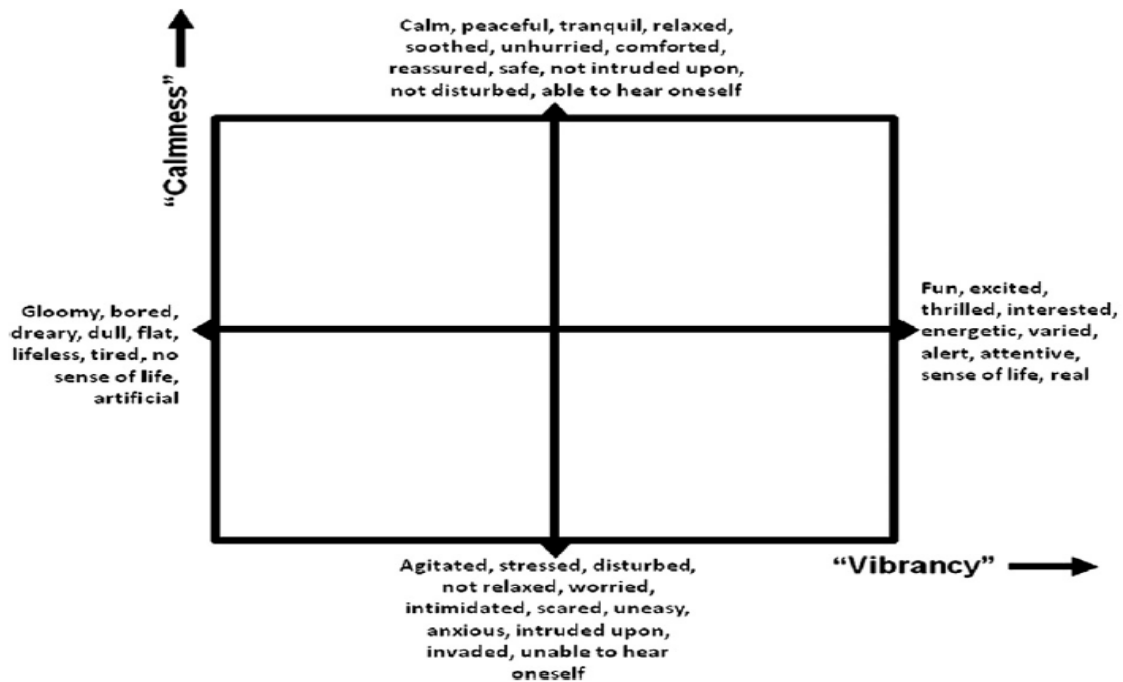 Calm, peaceful, tranquil, relaxed,
soothed, unhurried, comforted,
reassured, safe, not intruded upon,
not disturbed, able to hear oneself
“Calmness”
Gloomy, bored,
dreary, dull, flat,
lifeless, tired, no
sense of life,
artificial
Fun, excited,
thrilled, interested,
energetic, varied,
alert, attentive,
sense of life, real
Agitated, stressed, disturbed,
not relaxed, worried,
intimidated, scared, uneasy,
anxious, intruded upon,
invaded, unable to hear
oneself
“Vibrancy”